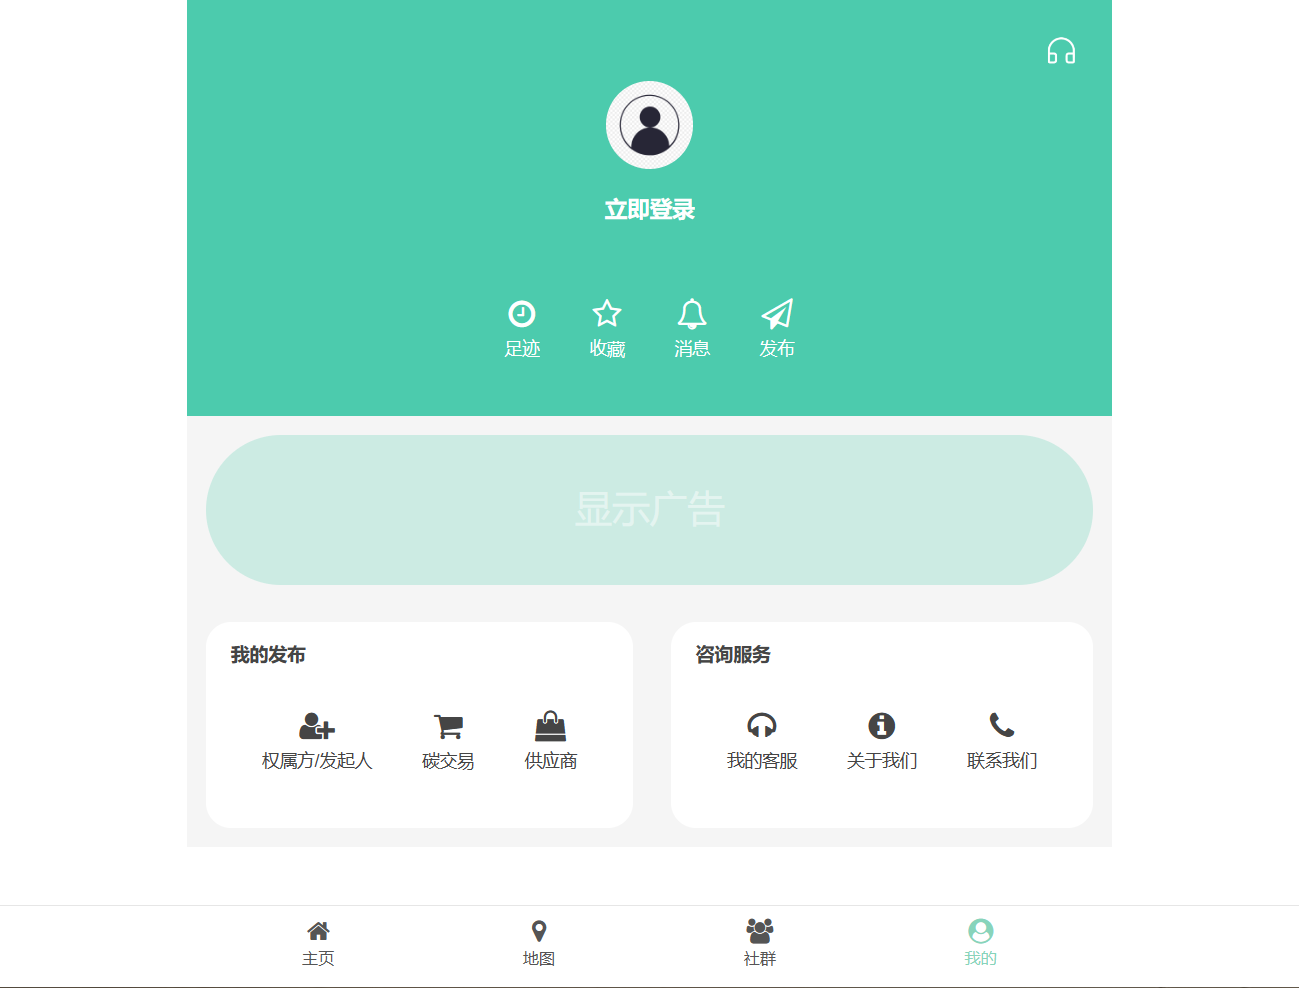 立即登录
足迹 收藏 消息 发布
显示广告
我的发布
权属方/发起人 碳交易 供应商
咨询服务
我的客服 关于我们 联系我们
主页 地图 社群 我的